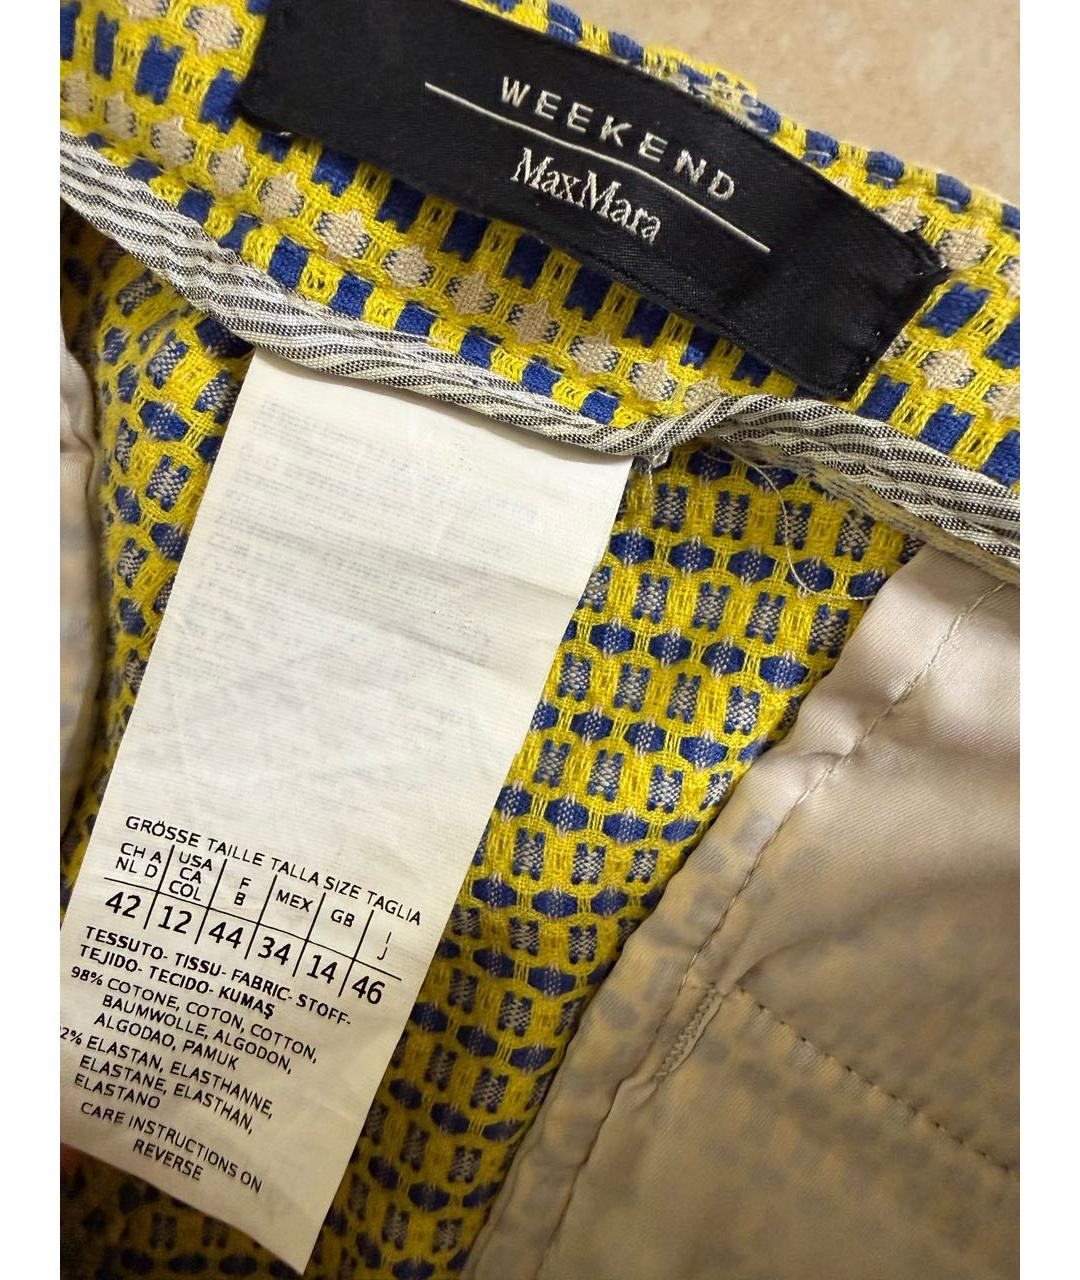 WEEKEND
MaxMara
GRÖSSE TAILLE TALLA SIZE TAGLIA
CH A NL D | USA CA COL | F B | MEX | GB | I J
42 | 12 | 44 | 34 | 14 | 46
TESSUTO- TISSU- FABRIC- STOFF-
TEJIDO- TECIDO- KUMAŞ
98% COTONE, COTON, COTTON,
BAUMWOLLE, ALGODON,
ALGODAO, PAMUK
2% ELASTAN, ELASTHANNE,
ELASTANE, ELASTHAN,
ELASTANO
CARE INSTRUCTIONS ON
REVERSE